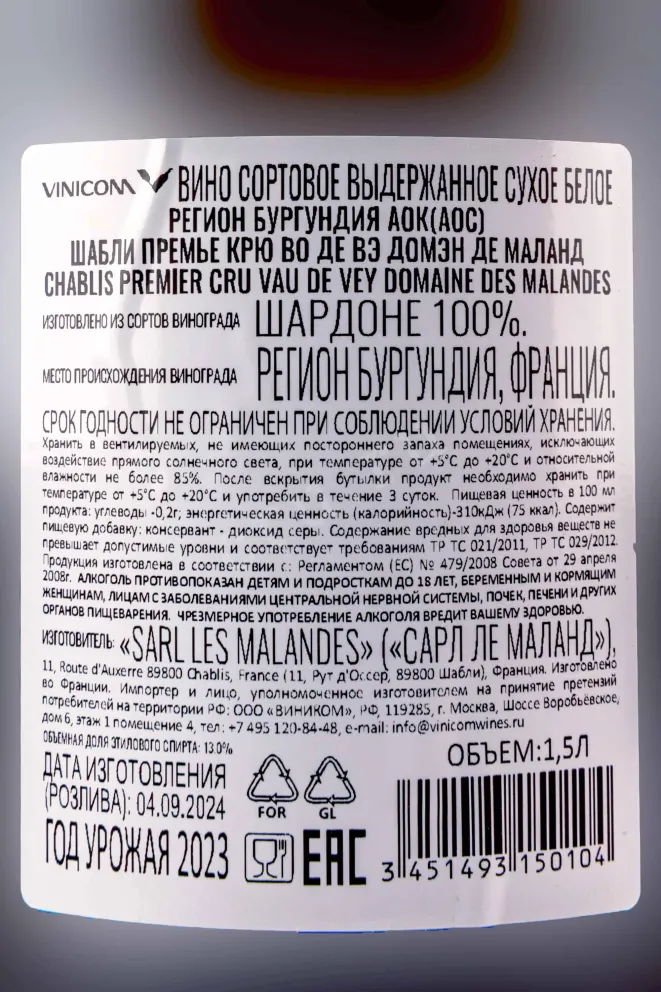 VINICOM ВИНО СОРТОВОЕ ВЫДЕРЖАННОЕ СУХОЕ БЕЛОЕ
РЕГИОН БУРГУНДИЯ АОК(АОС)
ШАБЛИ ПРЕМЬЕ КРЮ ВО ДЕ ВЭ ДОМЭН ДЕ МАЛАНД
CHABLIS PREMIER CRU VAU DE VEY DOMAINE DES MALANDES
ИЗГОТОВЛЕНО ИЗ СОРТОВ ВИНОГРАДА ШАРДОНЕ 100%.
МЕСТО ПРОИСХОЖДЕНИЯ ВИНОГРАДА РЕГИОН БУРГУНДИЯ, ФРАНЦИЯ.
СРОК ГОДНОСТИ НЕ ОГРАНИЧЕН ПРИ СОБЛЮДЕНИИ УСЛОВИЙ ХРАНЕНИЯ.
Хранить в вентилируемых, не имеющих постороннего запаха помещениях, исключающих
воздействие прямого солнечного света, при температуре от +5°С до +20°С и относительной
влажности не более 85%. После вскрытия бутылки продукт необходимо хранить при
температуре от +5°С до +20°С и употребить в течение 3 суток. Пищевая ценность в 100 мл
продукта: углеводы -0,2г; энергетическая ценность (калорийность)-310кДж (75 ккал). Содержит
пищевую добавку: консервант - диоксид серы. Содержание вредных для здоровья веществ не
превышает допустимые уровни и соответствует требованиям ТР ТС 021/2011, ТР ТС 029/2012.
Продукция изготовлена в соответствии с.: Регламентом (ЕС) № 479/2008 Совета от 29 апреля
2008г. АЛКОГОЛЬ ПРОТИВОПОКАЗАН ДЕТЯМ И ПОДРОСТКАМ ДО 18 ЛЕТ, БЕРЕМЕННЫМ И КОРМЯЩИМ
ЖЕНЩИНАМ, ЛИЦАМ С ЗАБОЛЕВАНИЯМИ ЦЕНТРАЛЬНОЙ НЕРВНОЙ СИСТЕМЫ, ПОЧЕК, ПЕЧЕНИ И ДРУГИХ
ОРГАНОВ ПИЩЕВАРЕНИЯ. ЧРЕЗМЕРНОЕ УПОТРЕБЛЕНИЕ АЛКОГОЛЯ ВРЕДИТ ВАШЕМУ ЗДОРОВЬЮ.
ИЗГОТОВИТЕЛЬ: «SARL LES MALANDES» («САРЛ ЛЕ МАЛАНД»),
11, Route d'Auxerre 89800 Chablis, France (11, Рут д'Оссер, 89800 Шабли), Франция. Изготовлено
во Франции. Импортер и лицо, уполномоченное изготовителем на принятие претензий
потребителей на территории РФ: ООО «ВИНИКОМ», РФ, 119285, г. Москва, Шоссе Воробьёвское,
дом 6, этаж 1 помещение 4, тел: +7 495 120-84-48, e-mail: info@vinicomwines.ru
ОБЪЕМНАЯ ДОЛЯ ЭТИЛОВОГО СПИРТА: 13.0%
ДАТА ИЗГОТОВЛЕНИЯ
(РОЗЛИВА): 04.09.2024
ГОД УРОЖАЯ 2023
FOR GL
EAC
ОБЪЕМ:1,5Л
3 451493 150104